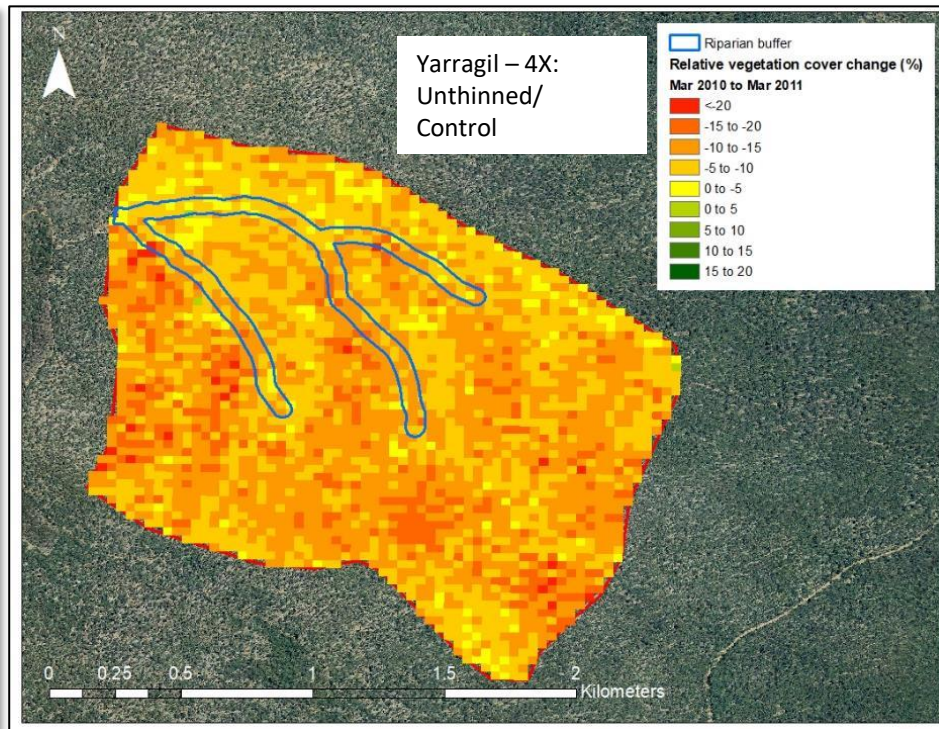 N
Yarragil – 4X:
Unthinned/
Control
Riparian buffer
Relative vegetation cover change (%)
Mar 2010 to Mar 2011
<-20
-15 to -20
-10 to -15
-5 to -10
0 to -5
0 to 5
5 to 10
10 to 15
15 to 20
0 0.25 0.5 1 1.5 2
Kilometers